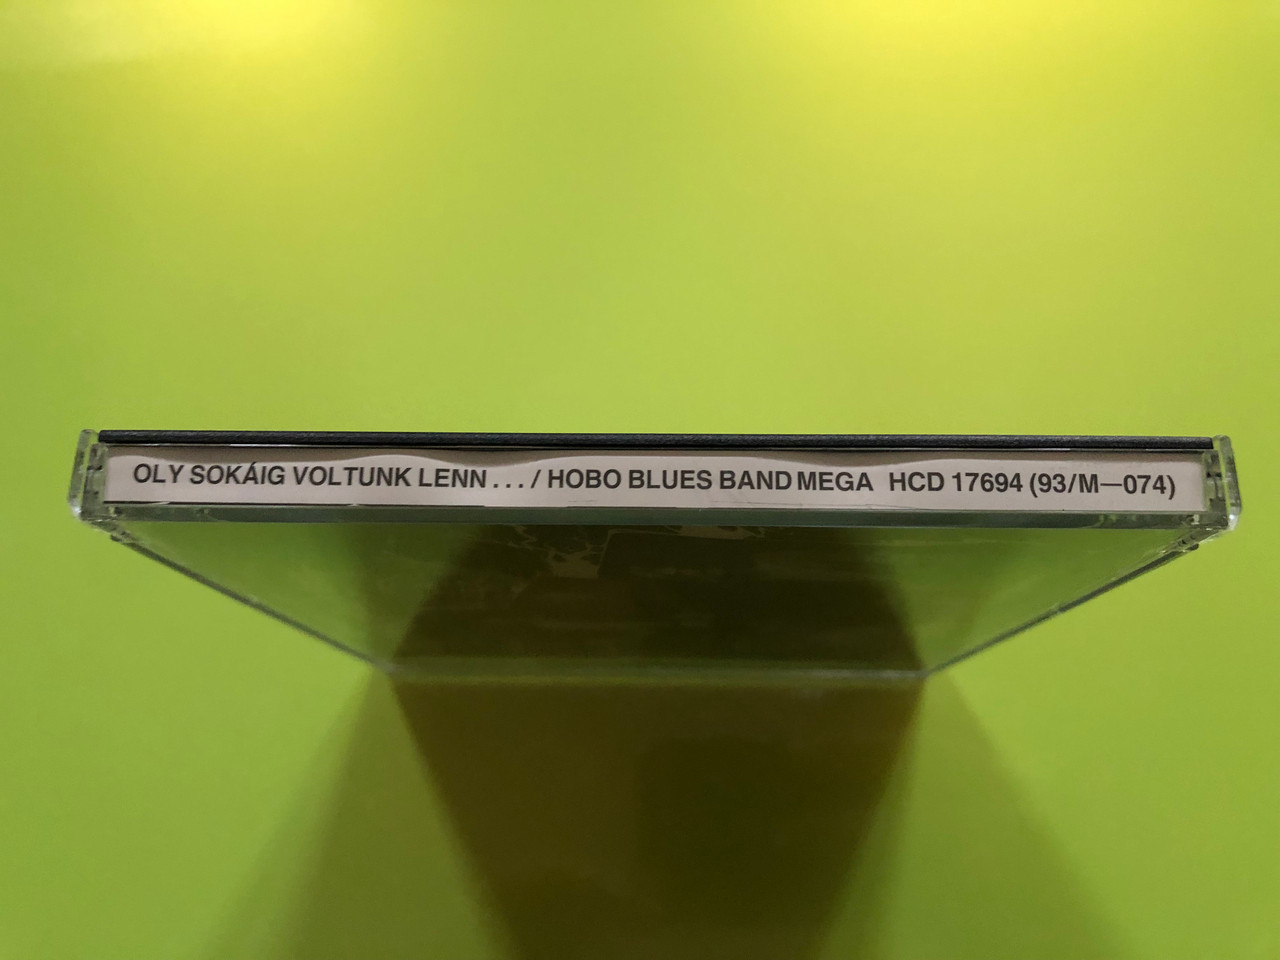 OLY SOKÁIG VOLTUNK LENN . . . / HOBO BLUES BAND MEGA HCD 17694 (93/M—074)